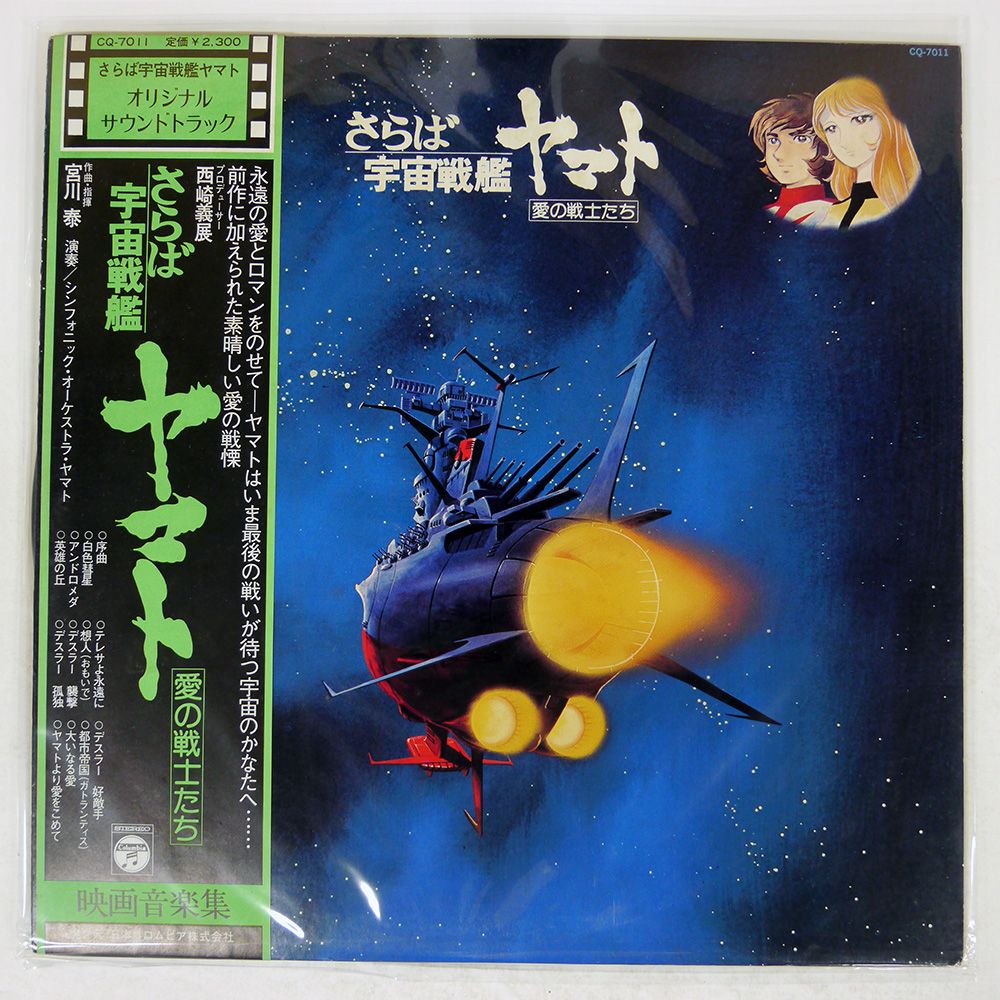 CQ-7011 定価¥2,300
さらば宇宙戦艦ヤマト
オリジナル
サウンドトラック
永遠の愛とロマンをのせて―ヤマトはいま最後の戦いが待つ宇宙のかなたへ……
前作に加えられた素晴しい愛の戦慄
プロデューサー
西崎義展
さらば
宇宙戦艦
ヤマト
愛の戦士たち
作曲・指揮
宮川 泰 演奏/シンフォニック・オーケストラ・ヤマト
○序曲
○白色彗星
○アンドロメダ
○英雄の丘
○テレサよ永遠に
○想人(おもいで)
○デスラー 襲撃
○デスラー 孤独
○デスラー 好敵手
○都市帝国(ガトランティス)
○大いなる愛
○ヤマトより愛をこめて
STEREO
Columbia
映画音楽集
ロムビア株式会社
CQ-7011
さらば
宇宙戦艦
ヤマト
愛の戦士たち